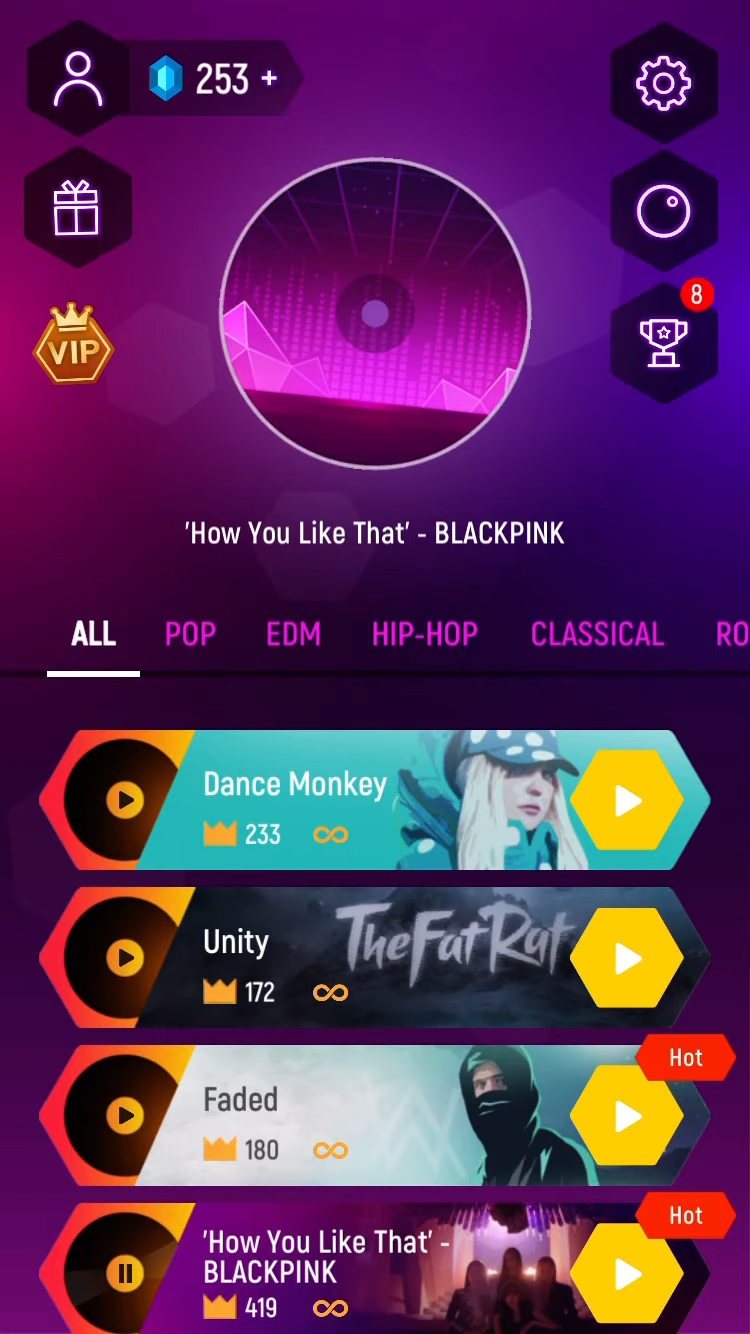 253 +
VIP
8
'How You Like That' - BLACKPINK
ALL POP EDM HIP-HOP CLASSICAL RO
Dance Monkey
233
Unity
TheFatRat
172
Hot
Faded
180
Hot
'How You Like That' -
BLACKPINK
419